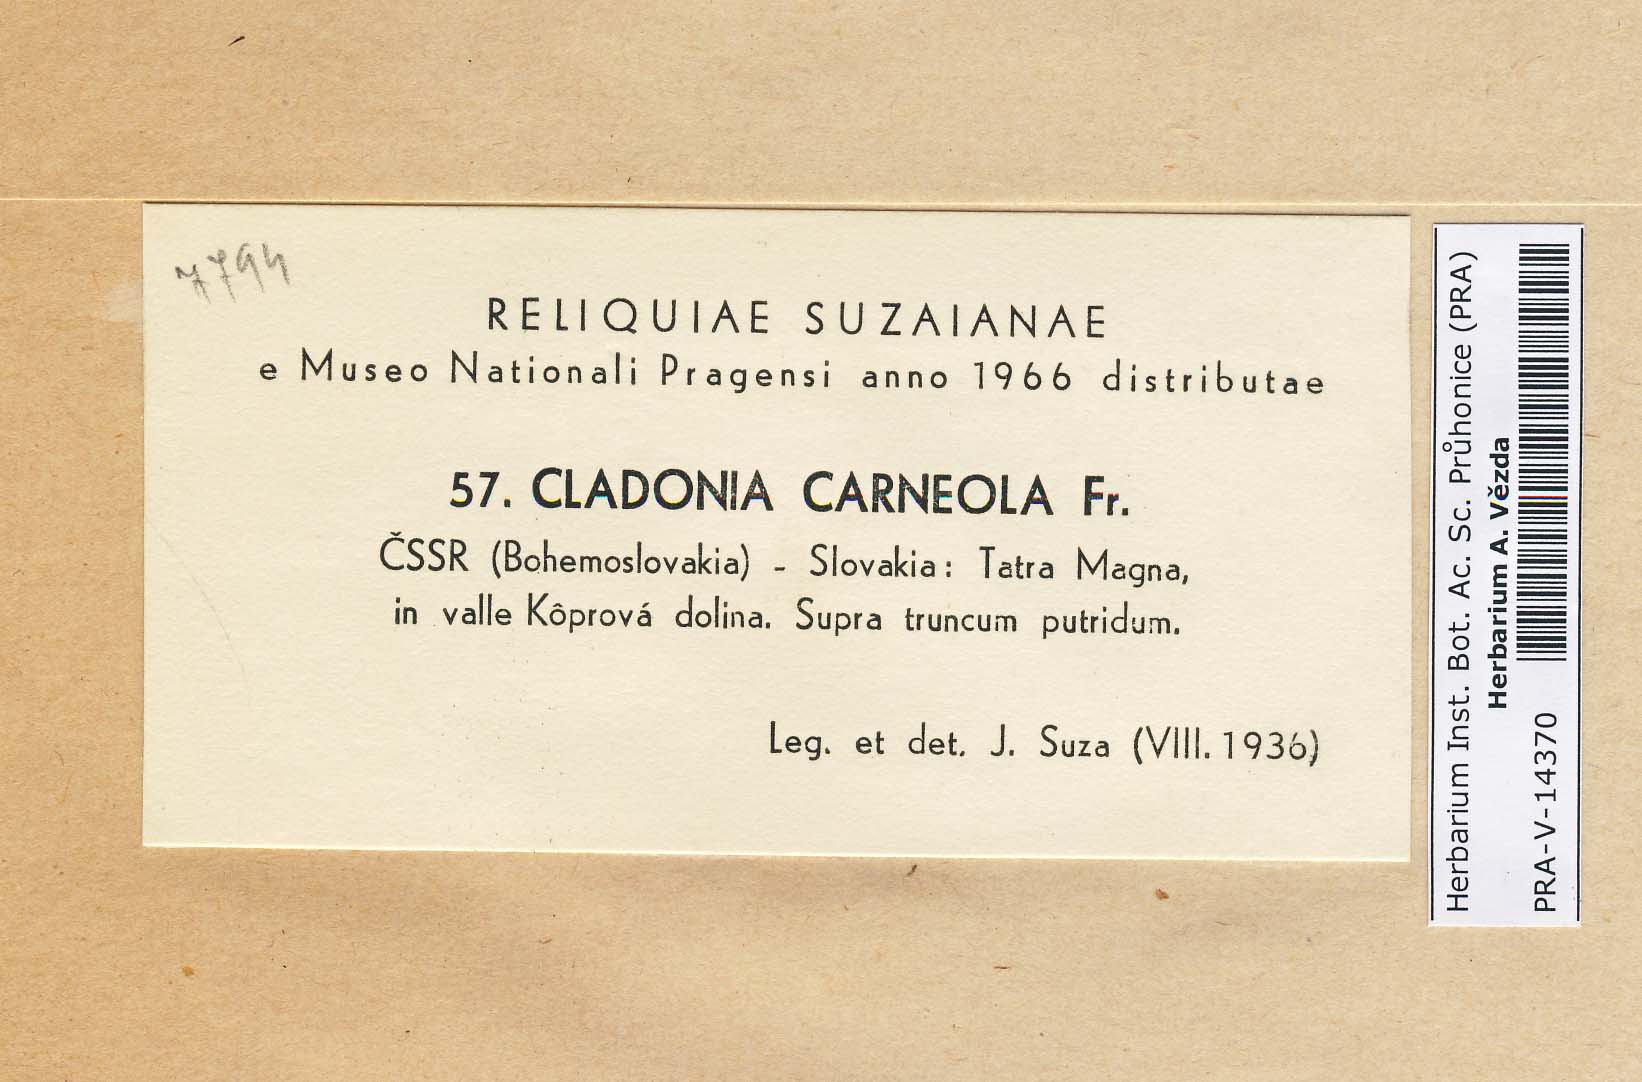 7794
RELIQUIAE SUZAIANAE
e Museo Nationali Pragensi anno 1966 distributae
57. CLADONIA CARNEOLA Fr.
ČSSR (Bohemoslovakia) - Slovakia: Tatra Magna,
in valle Kôprová dolina. Supra truncum putridum.
Leg. et det. J. Suza (VIII. 1936)
Herbarium Inst. Bot. Ac. Sc. Průhonice (PRA)
Herbarium A. Vězda
PRA-V-14370